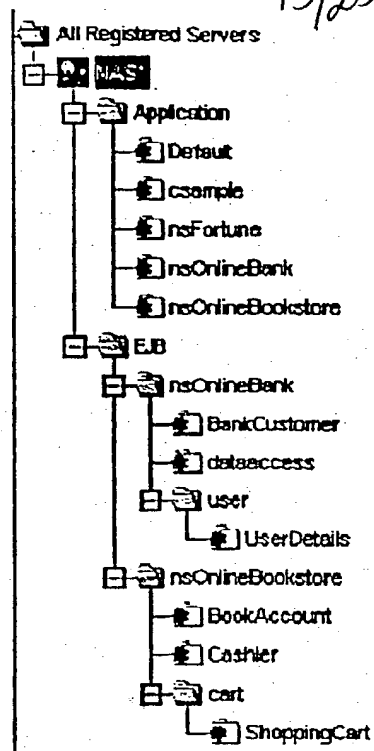 All Registered Servers
NAS1
Application
Default
csample
nsFortune
nsOnlineBank
nsOnlineBookstore
EJB
nsOnlineBank
BankCustomer
dataaccess
user
UserDetails
nsOnlineBookstore
BookAccount
Cashier
cart
ShoppingCart